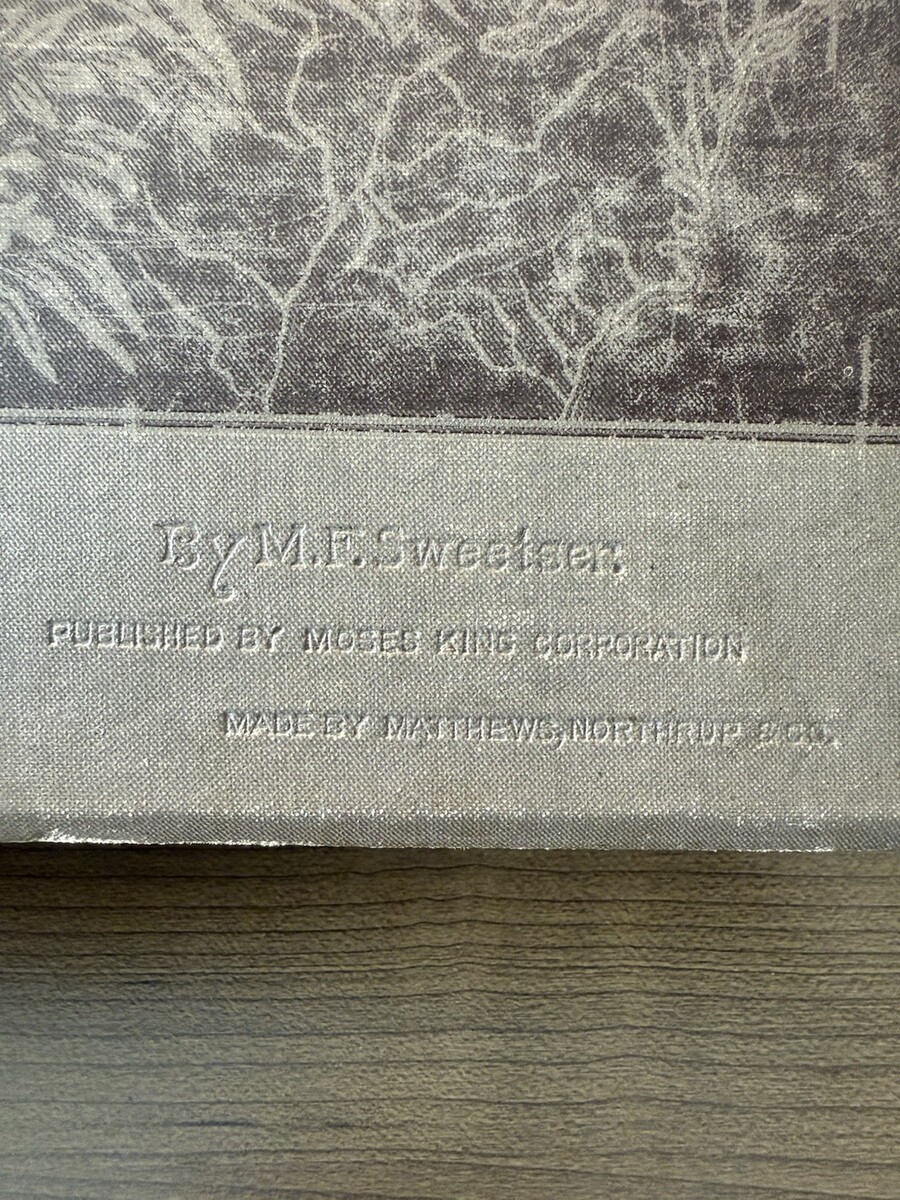 By M.F. Sweetser.
PUBLISHED BY MOSES KING CORPORATION
MADE BY MATTHEWS, NORTHRUP & CO.